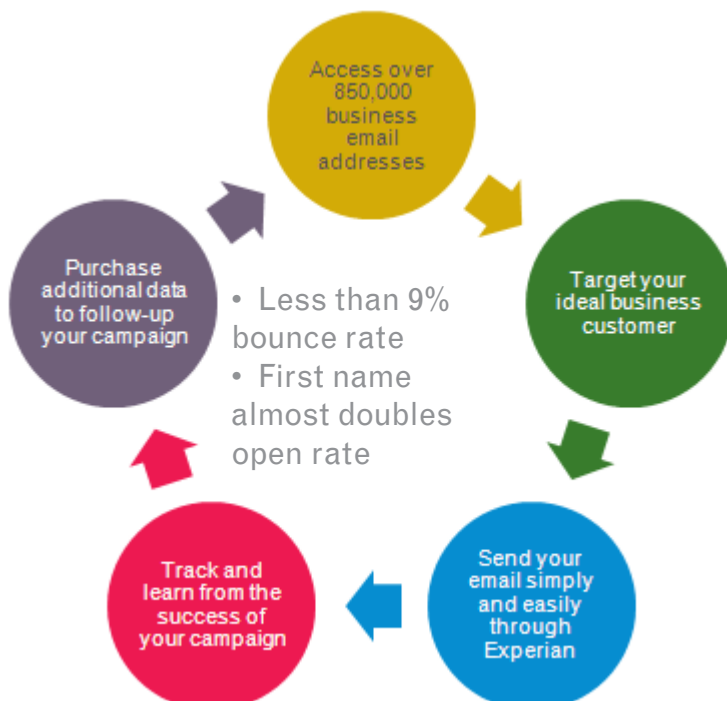 Access over
850,000
business
email
addresses
Target your
ideal business
customer
Send your
email simply
and easily
through
Experian
Track and
learn from the
success of
your campaign
Purchase
additional data
to follow-up
your campaign
• Less than 9%
bounce rate
• First name
almost doubles
open rate